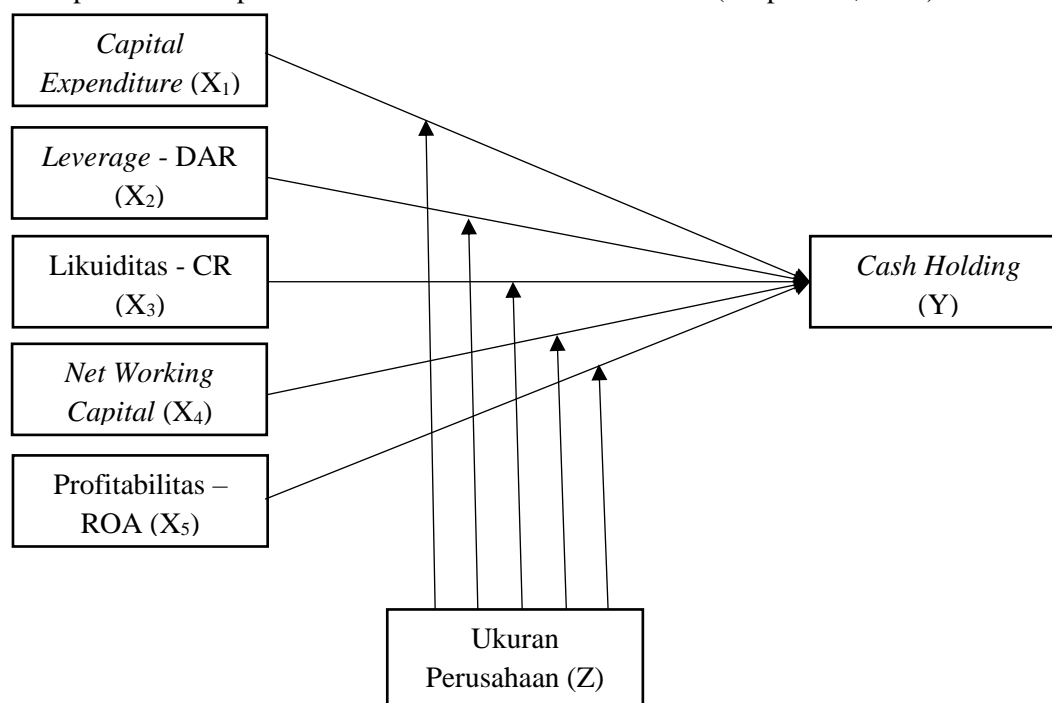 Capital
Expenditure (X₁)
Leverage - DAR
(X₂)
Likuiditas - CR
(X₃)
Cash Holding
(Y)
Net Working
Capital (X₄)
Profitabilitas –
ROA (X₅)
Ukuran
Perusahaan (Z)